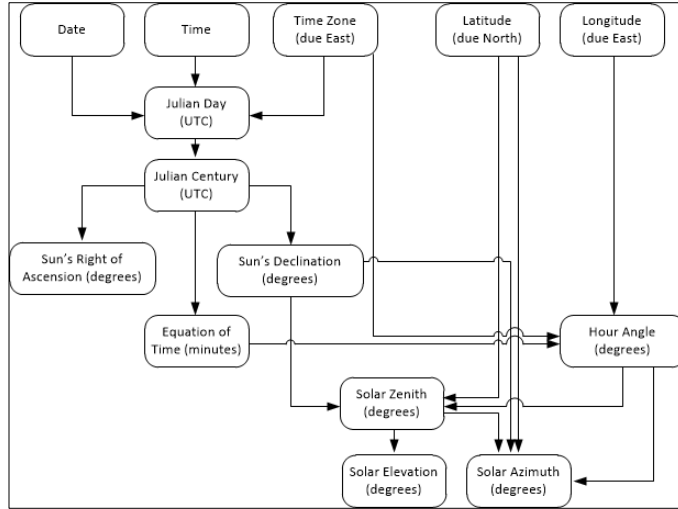 Date
Time
Time Zone
(due East)
Latitude
(due North)
Longitude
(due East)
Julian Day
(UTC)
Julian Century
(UTC)
Sun's Right of
Ascension (degrees)
Sun's Declination
(degrees)
Equation of
Time (minutes)
Hour Angle
(degrees)
Solar Zenith
(degrees)
Solar Elevation
(degrees)
Solar Azimuth
(degrees)